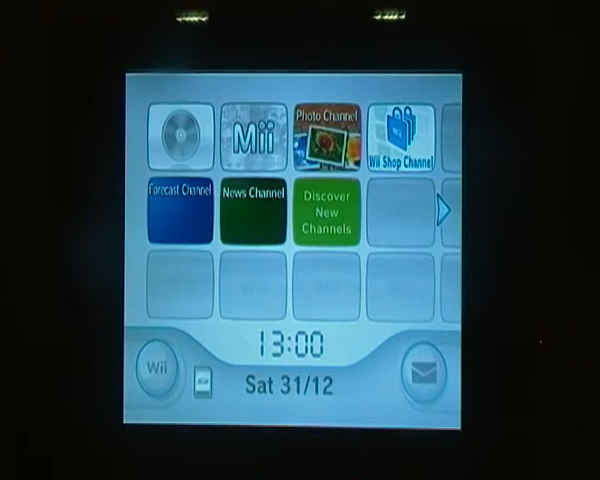 Mii
Photo Channel
Wii Shop Channel
Forecast Channel
News Channel
Discover
New
Channels
13:00
Wii
Sat 31/12